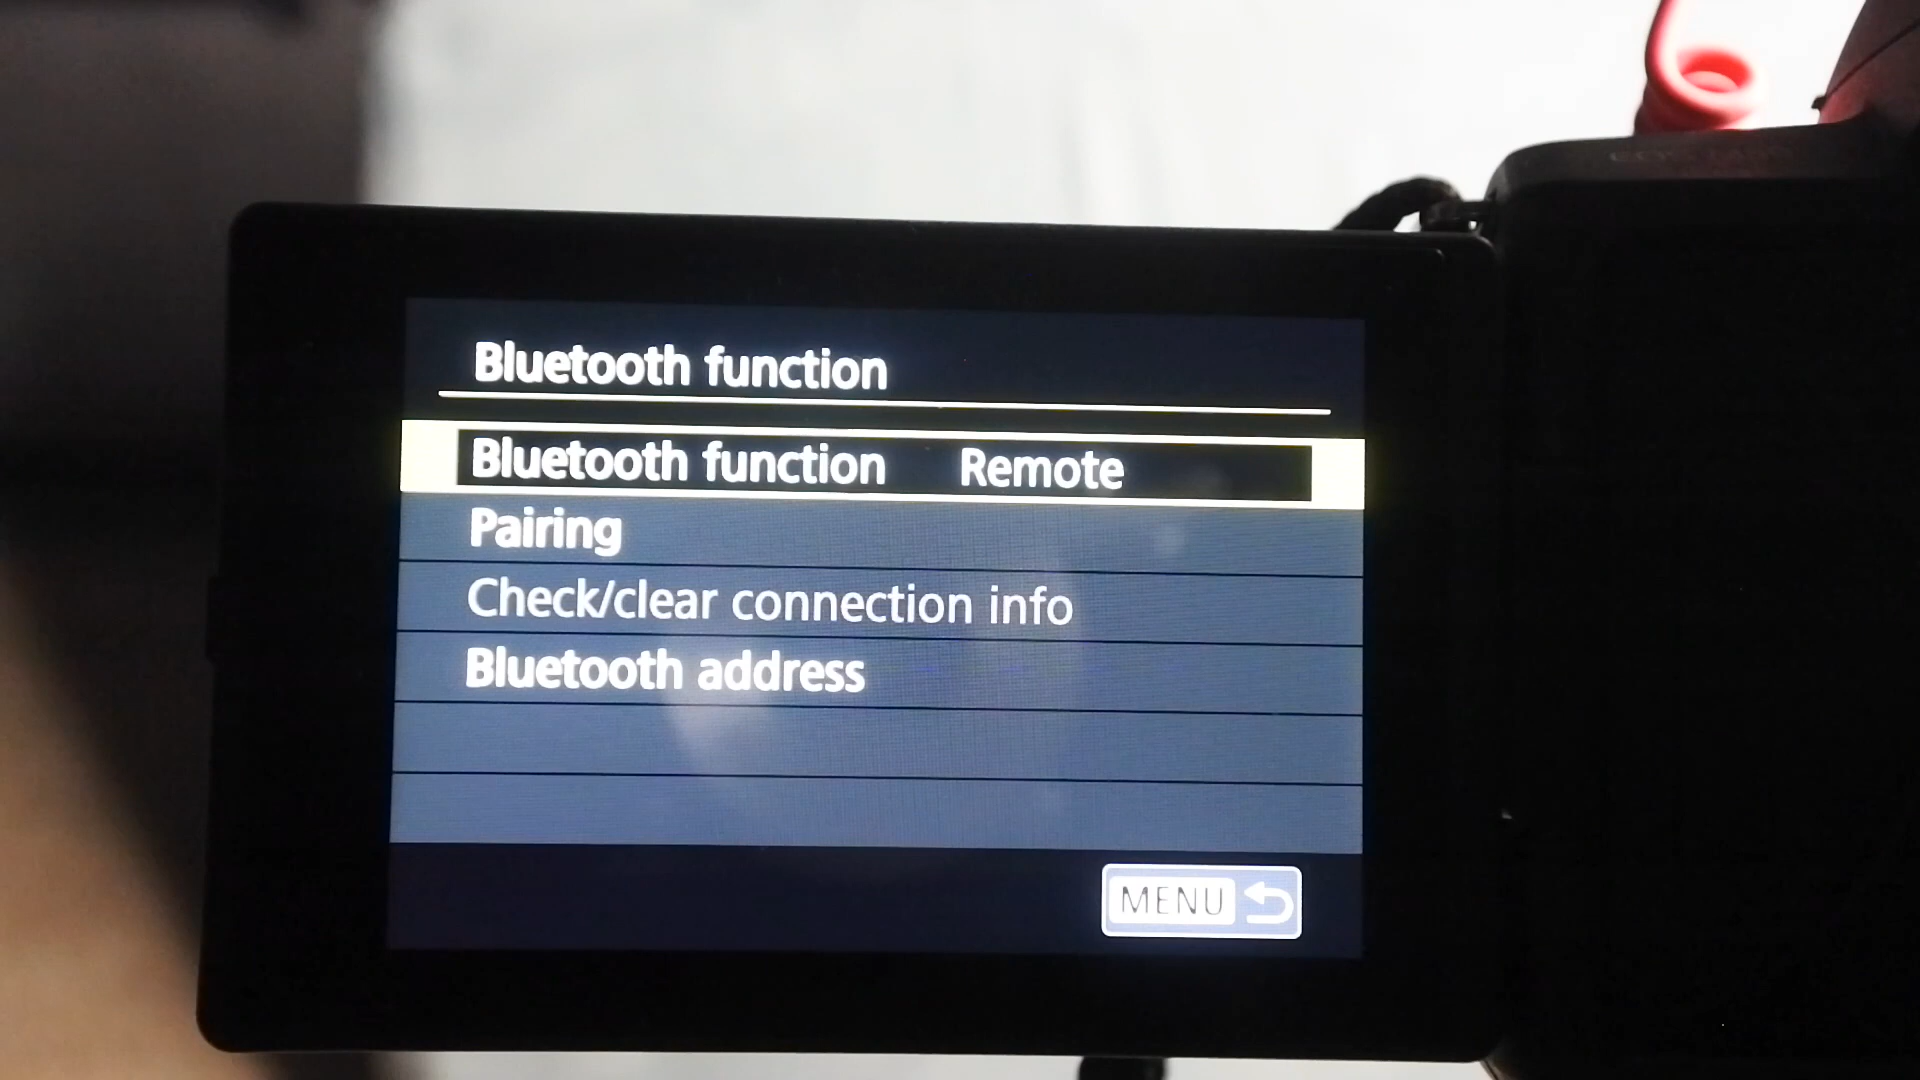 Bluetooth function
Bluetooth function Remote
Pairing
Check/clear connection info
Bluetooth address
MENU